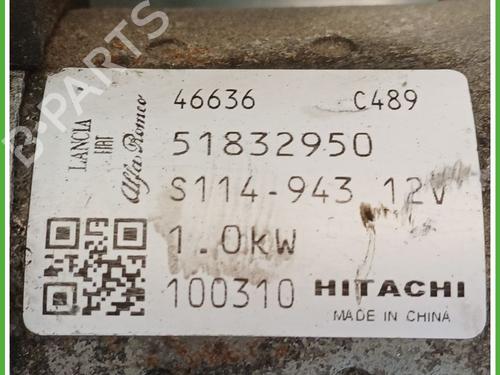 46636 C489
LANCIA
FIAT
Alfa Romeo
51832950
S114-943 12V
1.0kW
100310 HITACHI
MADE IN CHINA
B-PARTS